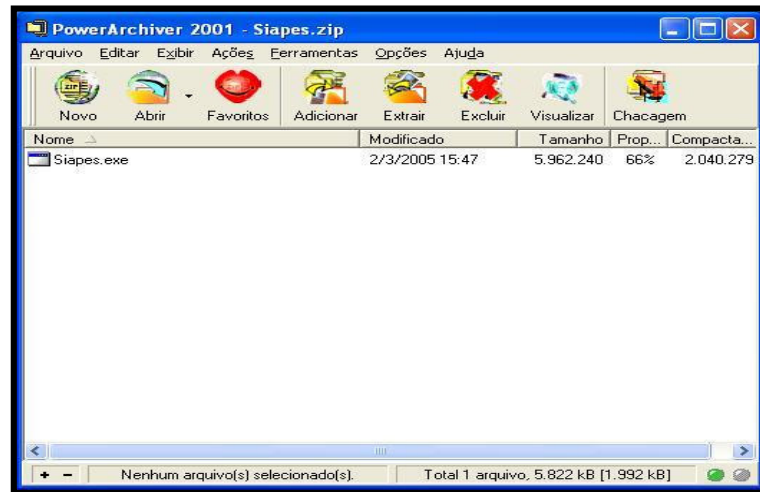 PowerArchiver 2001 - Siapes.zip
Arquivo Editar Exibir Ações Ferramentas Opções Ajuda
Novo Abrir Favoritos Adicionar Extrair Excluir Visualizar Chacagem
Nome Modificado Tamanho Prop... Compacta...
Siapes.exe 2/3/2005 15:47 5.962.240 66% 2.040.279
+ - Nenhum arquivo(s) selecionado(s). Total 1 arquivo, 5.822 kB [1.992 kB]